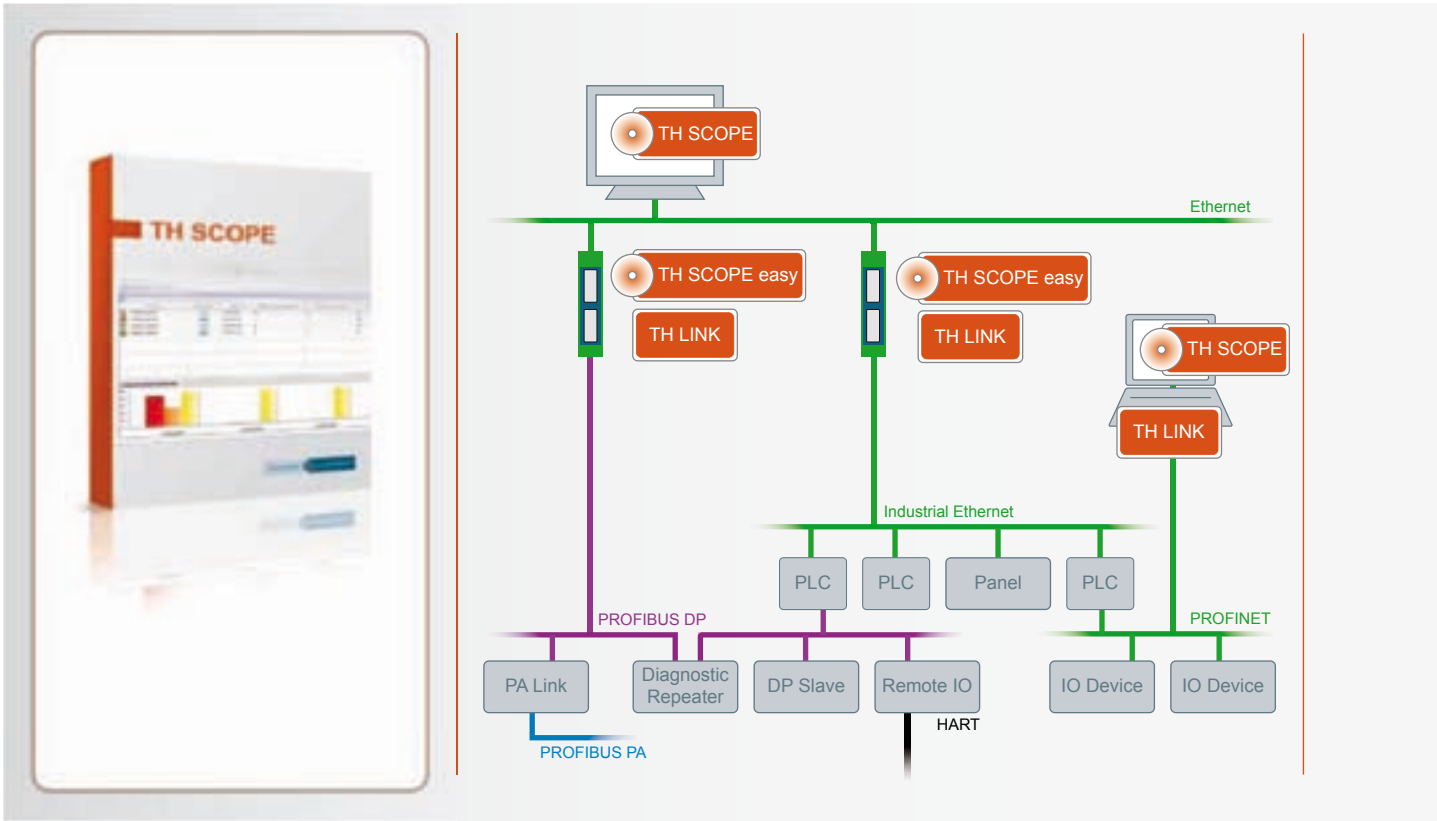 TH SCOPE
TH SCOPE
Ethernet
TH SCOPE easy
TH LINK
TH SCOPE easy
TH LINK
TH SCOPE
TH LINK
Industrial Ethernet
PLC
PLC
Panel
PLC
PROFIBUS DP
PROFINET
PA Link
Diagnostic
Repeater
DP Slave
Remote IO
IO Device
IO Device
HART
PROFIBUS PA